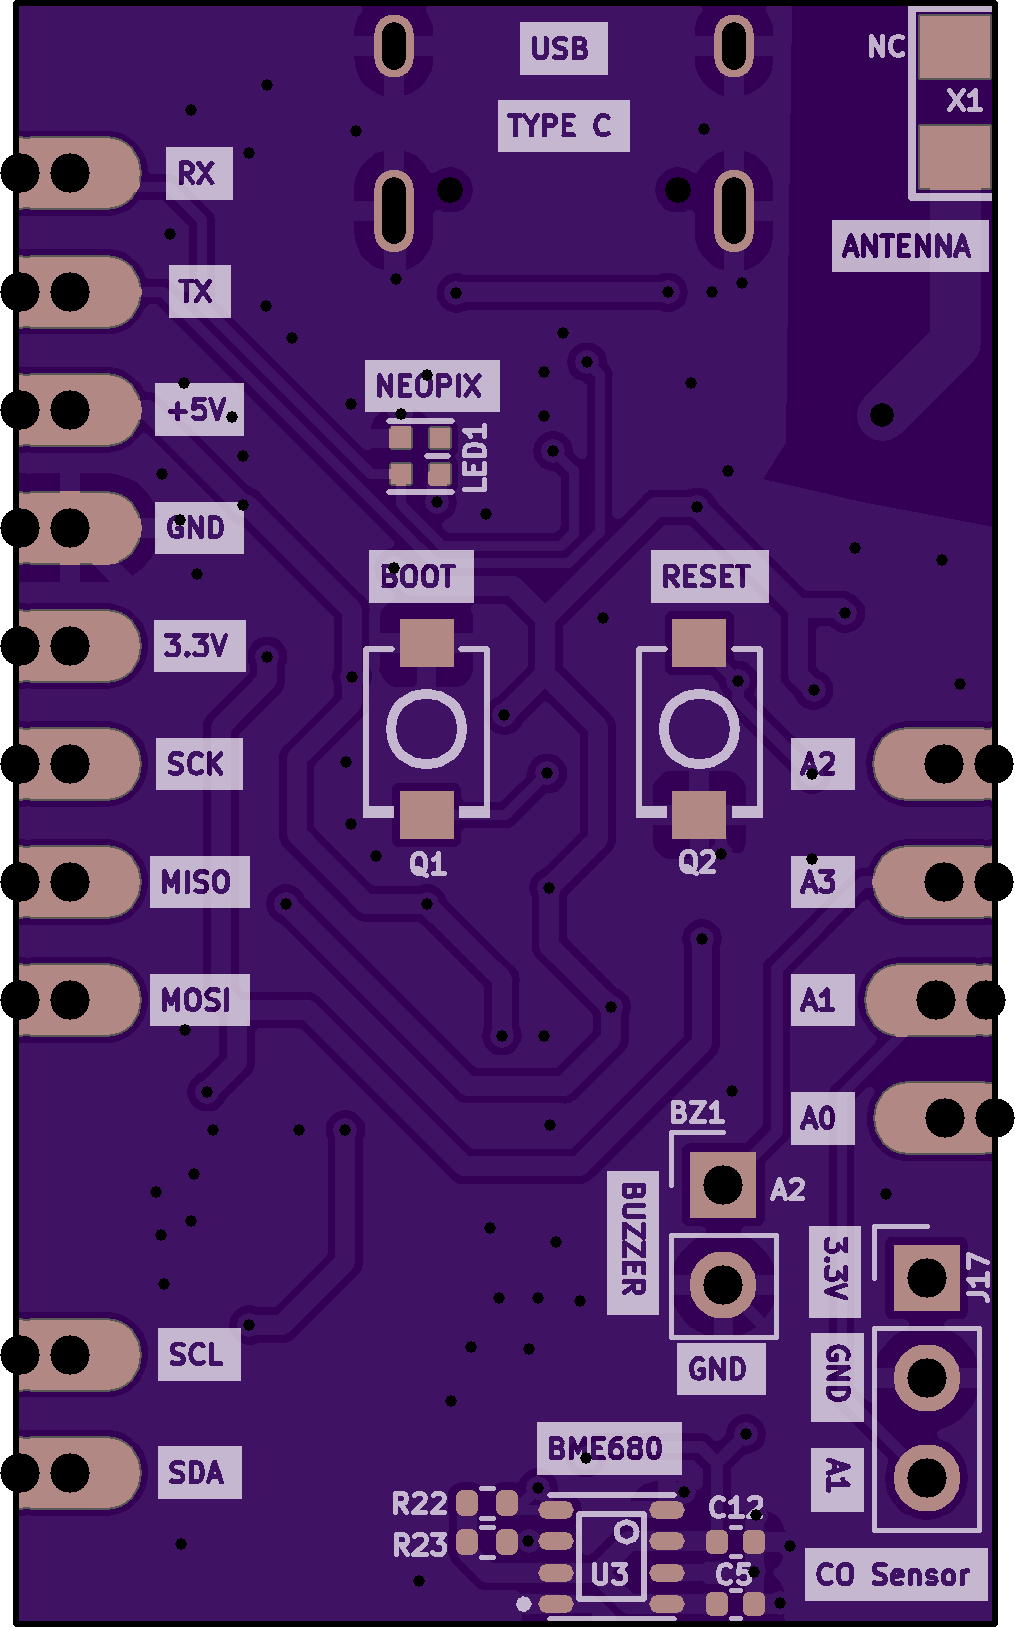 USB
NC
X1
TYPE C
RX
ANTENNA
TX
NEOPIX
+5V
LED1
GND
BOOT
RESET
3.3V
SCK
A2
Q1
Q2
MISO
A3
MOSI
A1
BZ1
A0
A2
BUZZER
3.3V
J17
SCL
GND
GND
BME680
SDA
A1
R22
C12
R23
U3
C5
CO Sensor